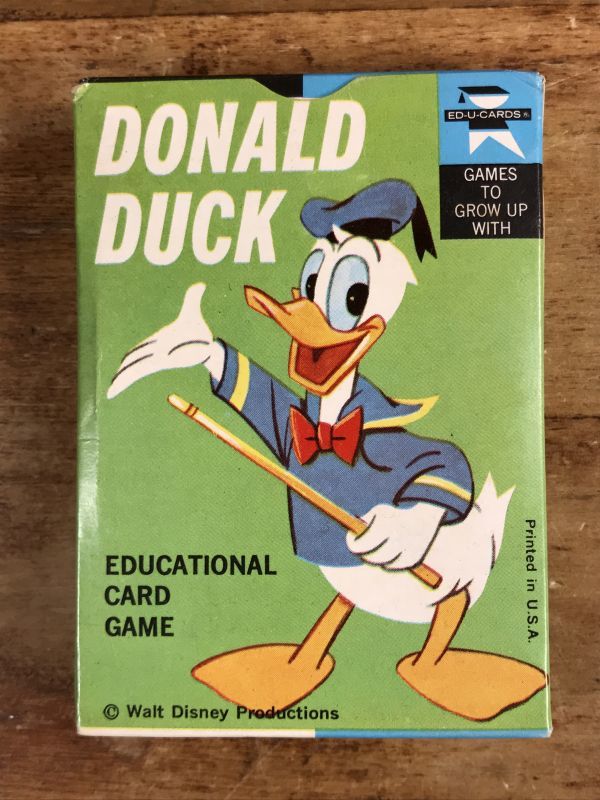 DONALD
DUCK
ED-U-CARDS ®
GAMES
TO
GROW UP
WITH
EDUCATIONAL
CARD
GAME
Printed in U.S.A.
© Walt Disney Productions